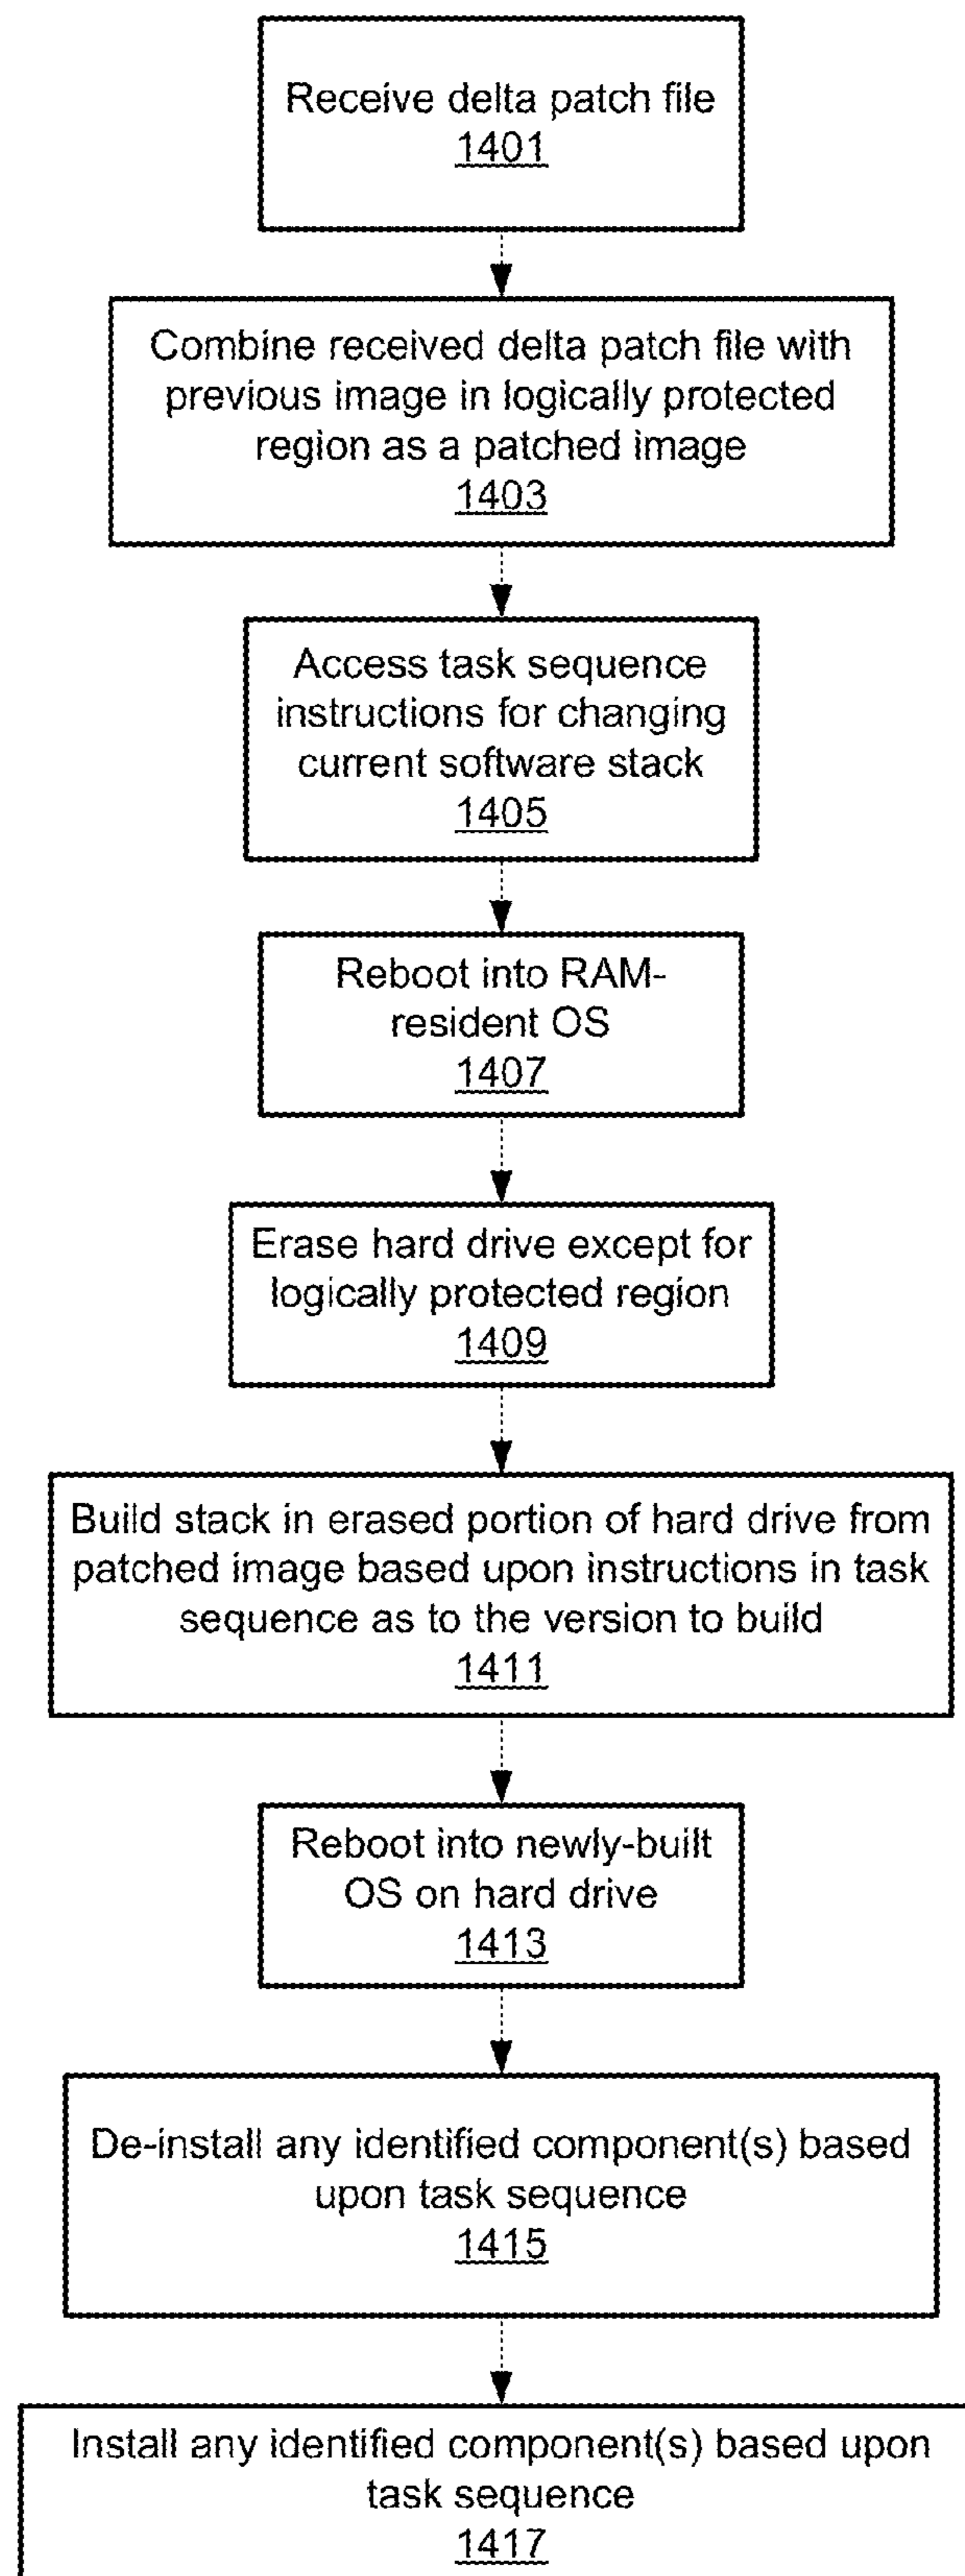 Receive delta patch file
1401
Combine received delta patch file with
previous image in logically protected
region as a patched image
1403
Access task sequence
instructions for changing
current software stack
1405
Reboot into RAM-
resident OS
1407
Erase hard drive except for
logically protected region
1409
Build stack in erased portion of hard drive from
patched image based upon instructions in task
sequence as to the version to build
1411
Reboot into newly-built
OS on hard drive
1413
De-install any identified component(s) based
upon task sequence
1415
Install any identified component(s) based upon
task sequence
1417